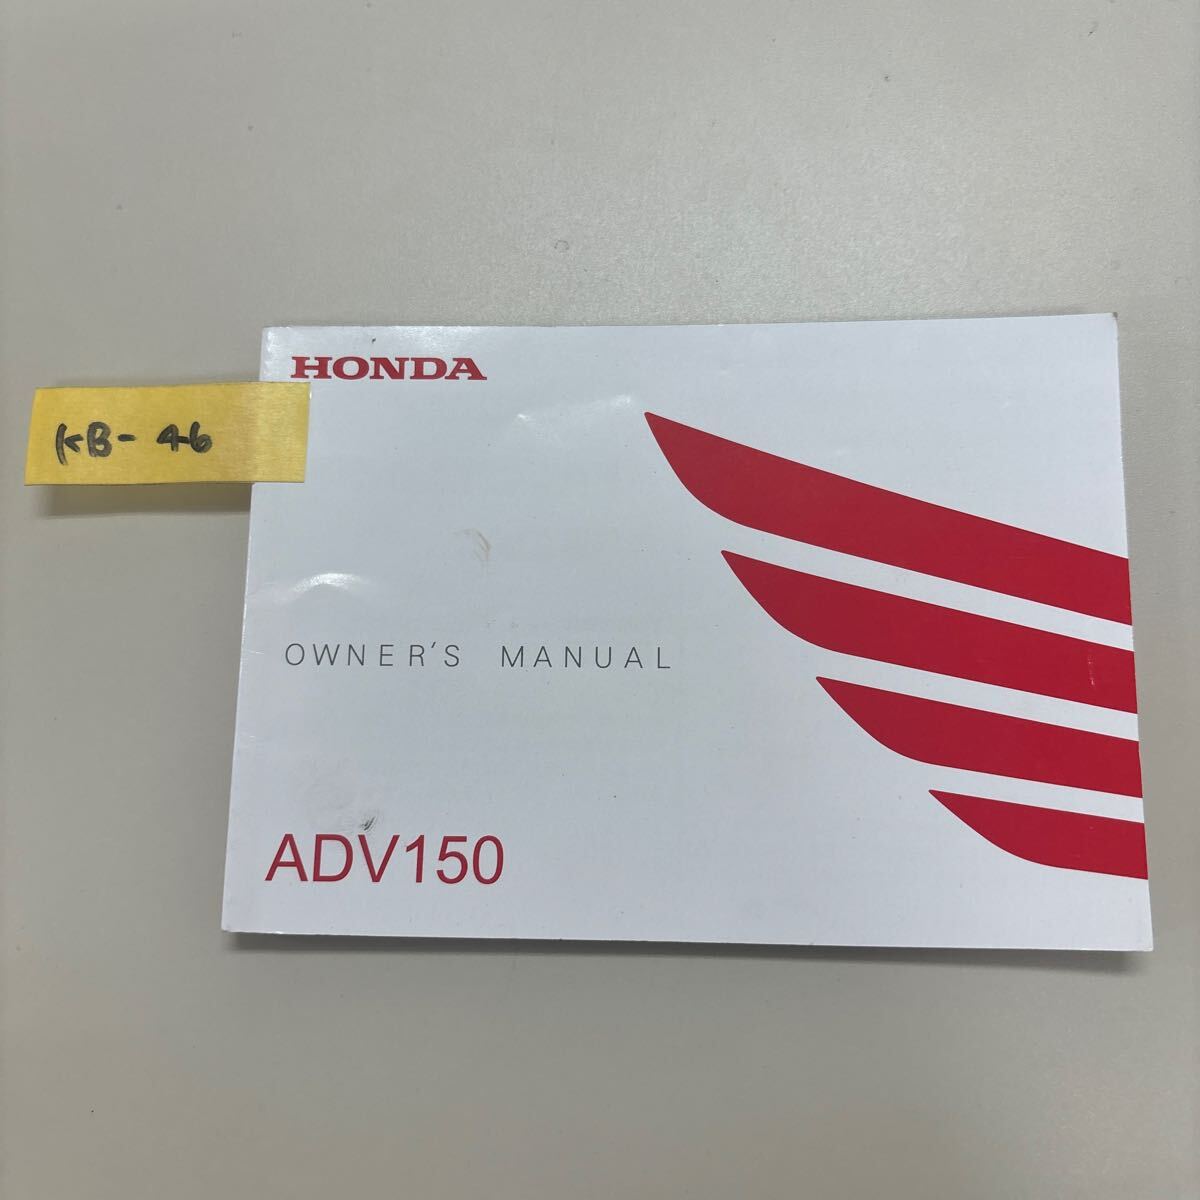 HONDA
KB-46
OWNER'S MANUAL
ADV150